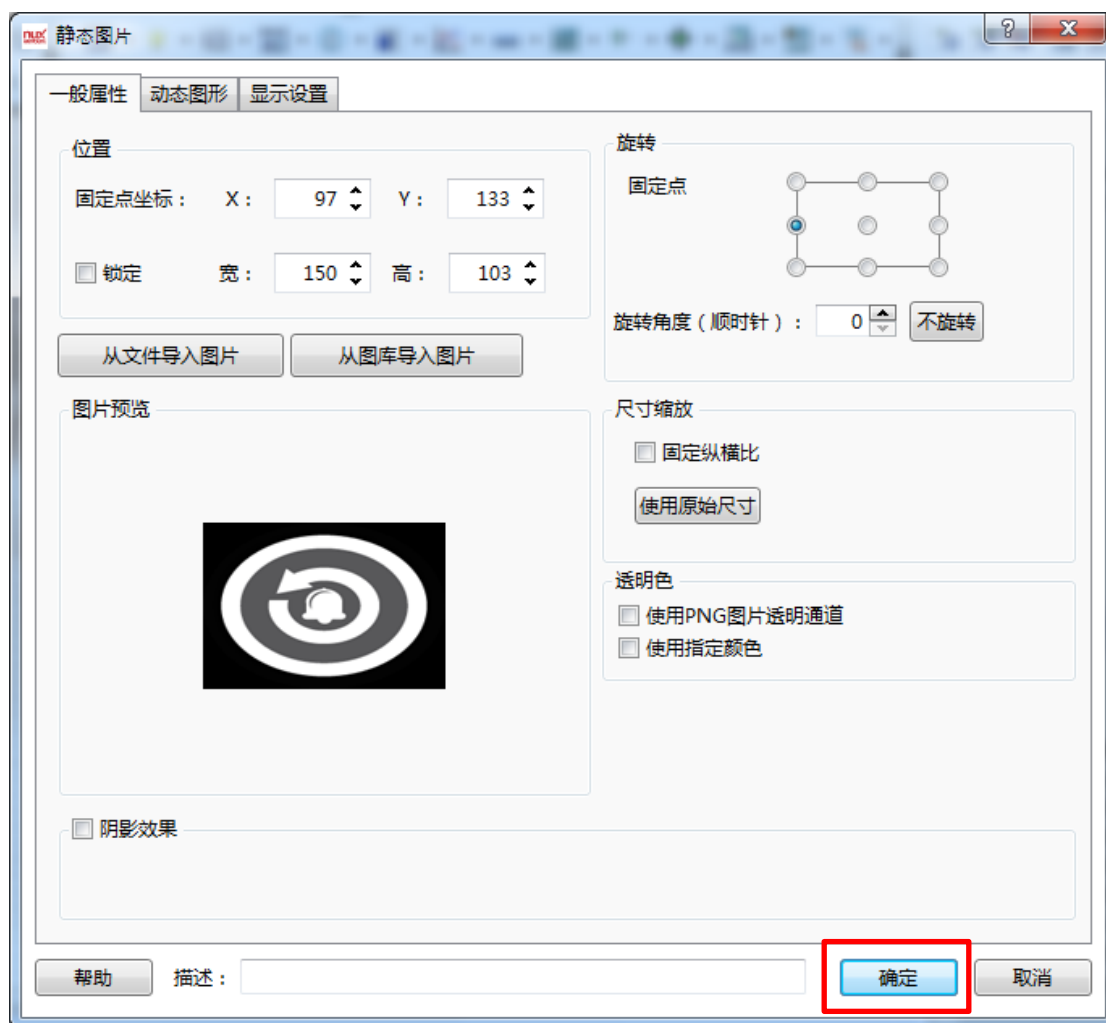 静态图片
一般属性 动态图形 显示设置
位置
固定点坐标： X： 97 Y： 133
锁定 宽： 150 高： 103
从文件导入图片 从图库导入图片
图片预览
阴影效果
旋转
固定点
旋转角度（顺时针）： 0 不旋转
尺寸缩放
固定纵横比
使用原始尺寸
透明色
使用PNG图片透明通道
使用指定颜色
帮助 描述： 确定 取消